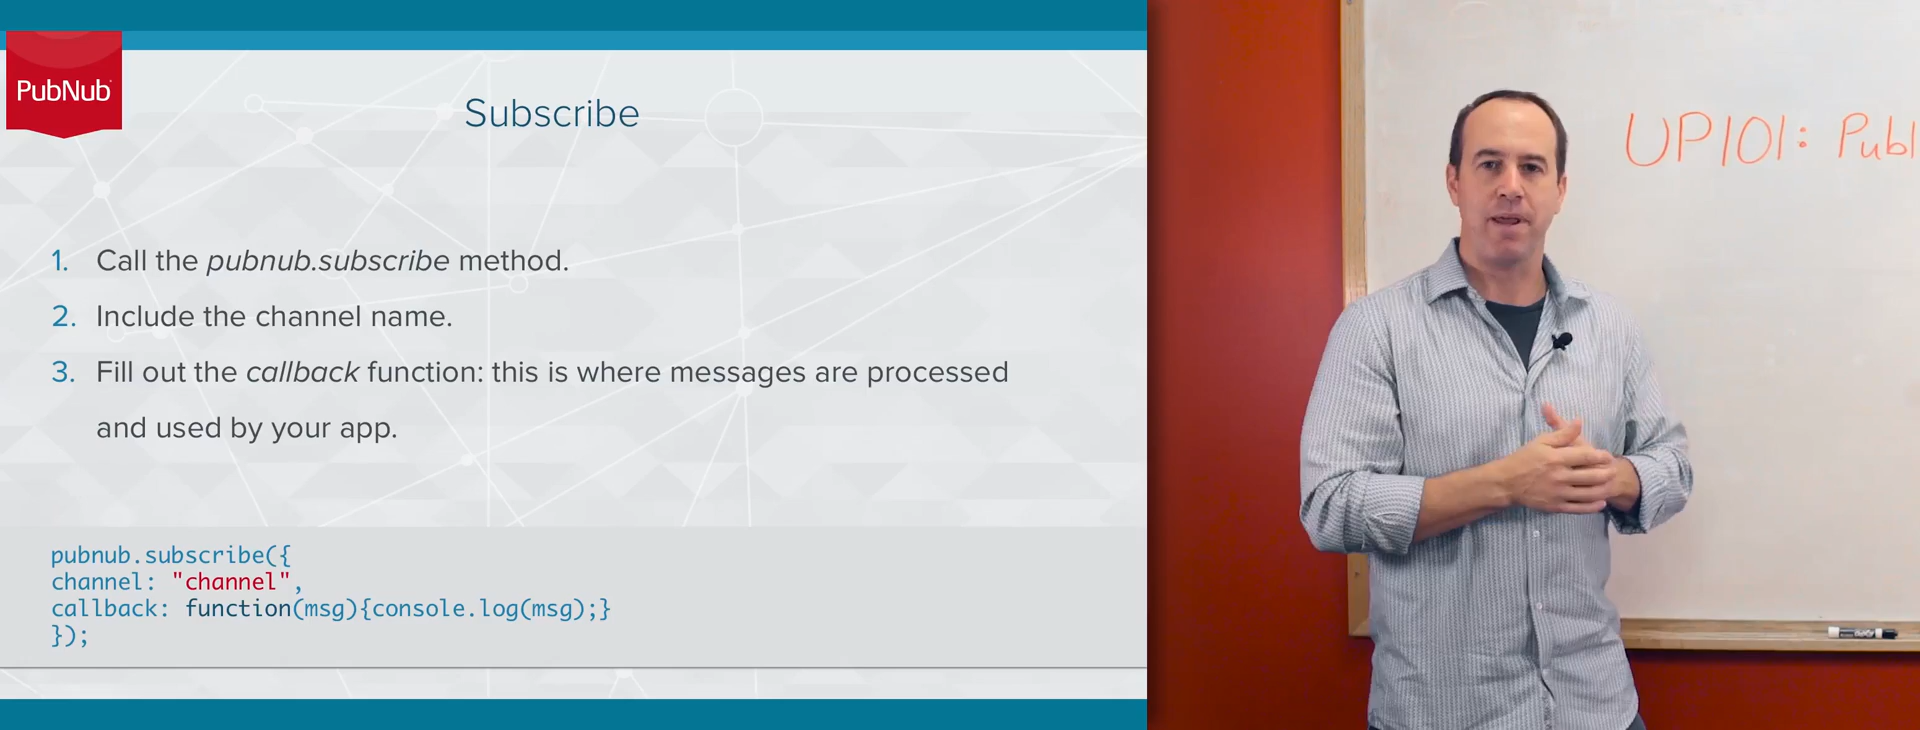 PubNub
Subscribe
1. Call the pubnub.subscribe method.
2. Include the channel name.
3. Fill out the callback function: this is where messages are processed
and used by your app.
pubnub.subscribe({
channel: "channel",
callback: function(msg){console.log(msg);}
});
UP101: Publ